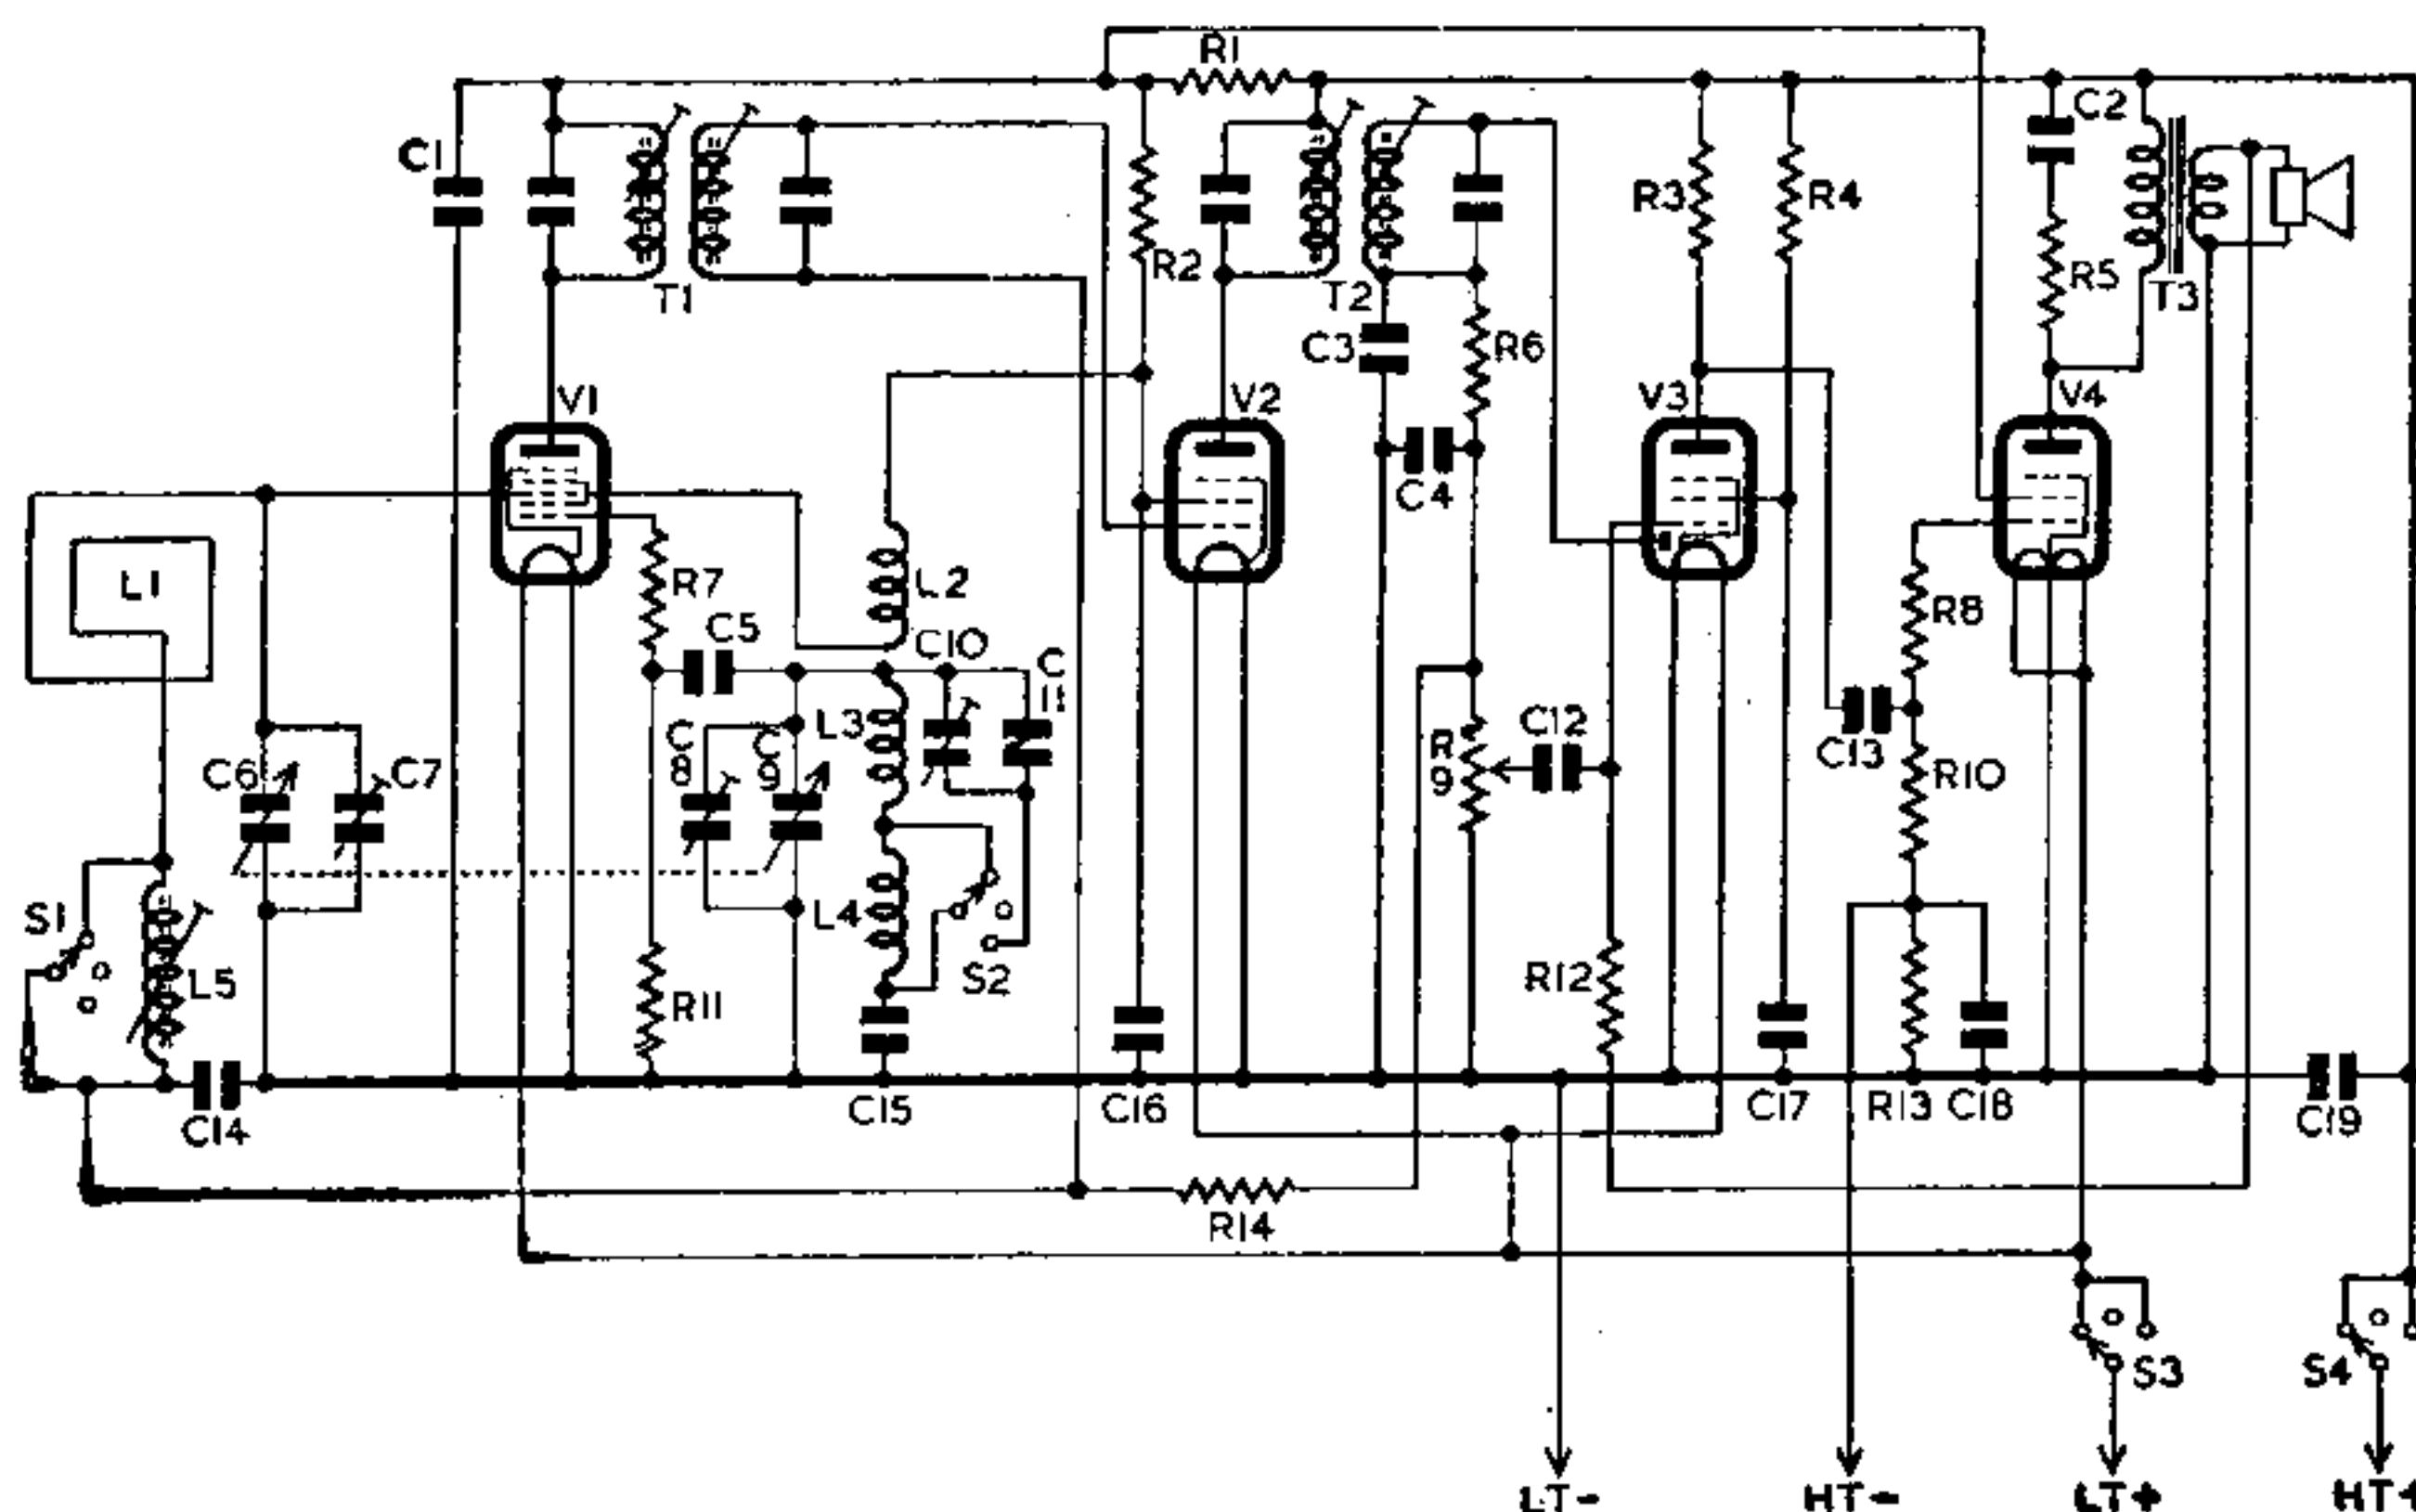 R1
C2
C1
R3
R4
R2
R5
T1
T2
T3
C3
R6
V1
V2
V3
V4
C4
L1
R7
L2
R8
C5
C10
C
11
C
8
C
9
L3
R
9
C12
C13
R10
C6
C7
S1
L4
L5
S2
R12
R11
C14
C15
C16
C17
R13
C18
C19
R14
S3
S4
LT-
HT-
LT+
HT+